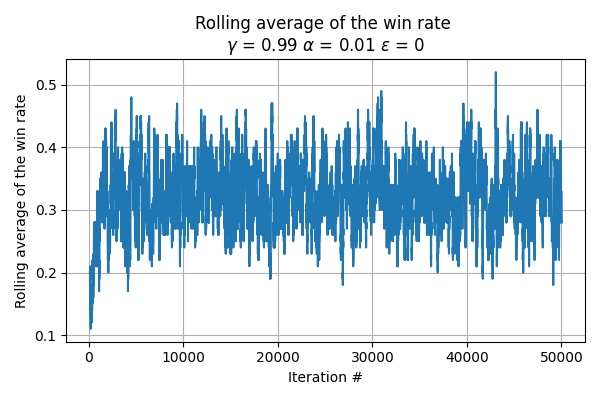 Rolling average of the win rate
γ = 0.99 α = 0.01 ε = 0
Rolling average of the win rate
0.5
0.4
0.3
0.2
0.1
0 10000 20000 30000 40000 50000
Iteration #